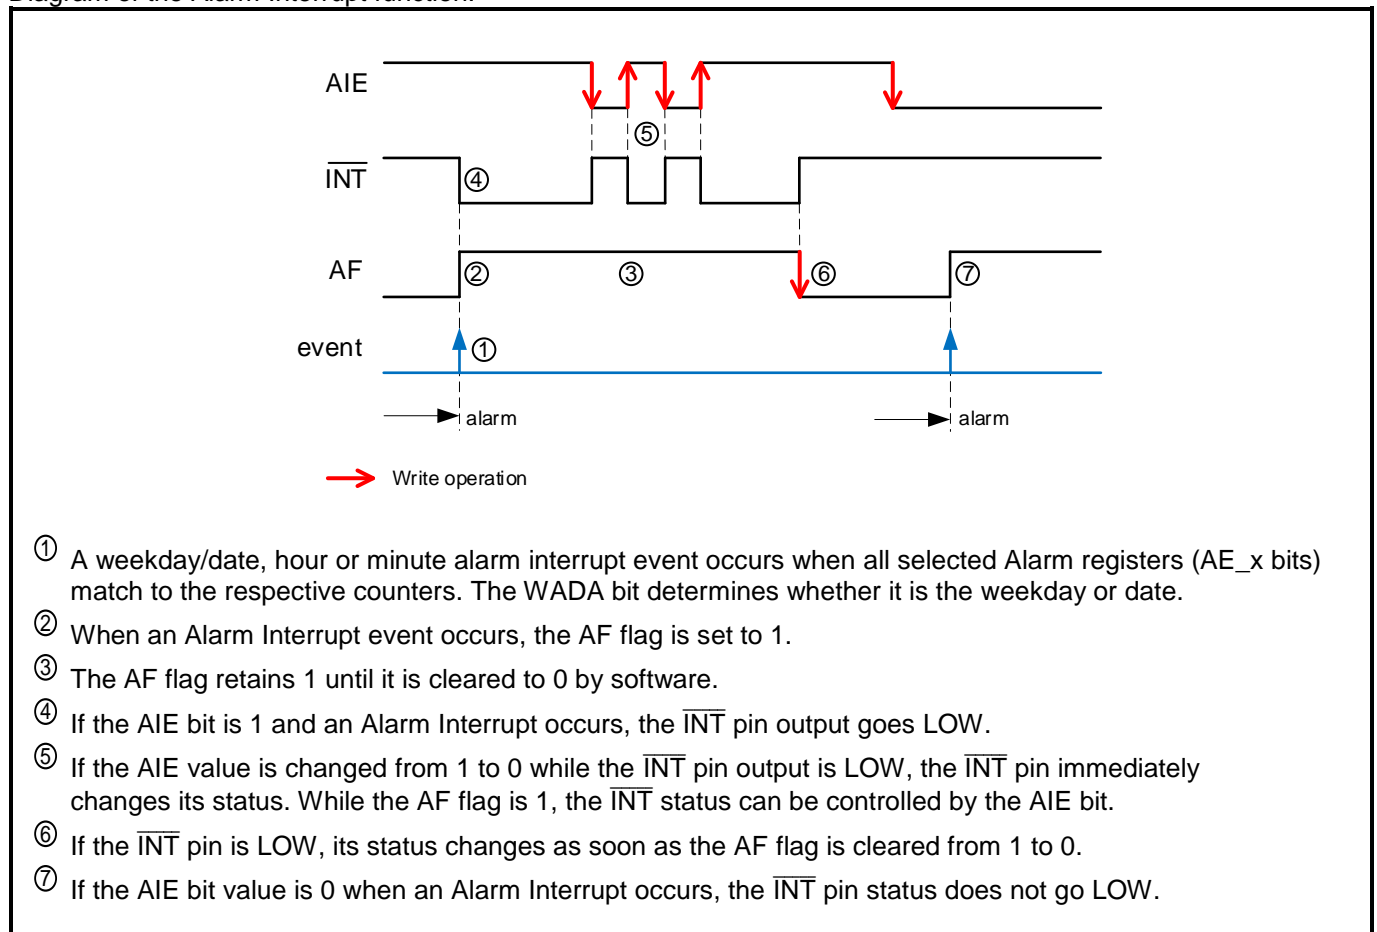 Diagram of the Alarm Interrupt function:
AIE
⑤
INT
④
AF
②
③
⑥
⑦
event
①
alarm
alarm
Write operation
① A weekday/date, hour or minute alarm interrupt event occurs when all selected Alarm registers (AE_x bits)
match to the respective counters. The WADA bit determines whether it is the weekday or date.
② When an Alarm Interrupt event occurs, the AF flag is set to 1.
③ The AF flag retains 1 until it is cleared to 0 by software.
④ If the AIE bit is 1 and an Alarm Interrupt occurs, the INT pin output goes LOW.
⑤ If the AIE value is changed from 1 to 0 while the INT pin output is LOW, the INT pin immediately
changes its status. While the AF flag is 1, the INT status can be controlled by the AIE bit.
⑥ If the INT pin is LOW, its status changes as soon as the AF flag is cleared from 1 to 0.
⑦ If the AIE bit value is 0 when an Alarm Interrupt occurs, the INT pin status does not go LOW.